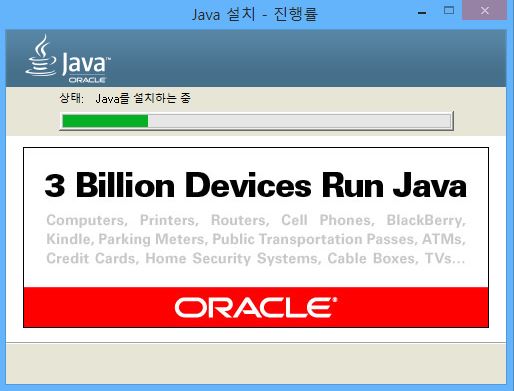 Java 설치 - 진행률
Java™
ORACLE
상태: Java를 설치하는 중
3 Billion Devices Run Java
Computers, Printers, Routers, Cell Phones, BlackBerry,
Kindle, Parking Meters, Public Transportation Passes, ATMs,
Credit Cards, Home Security Systems, Cable Boxes, TVs...
ORACLE®